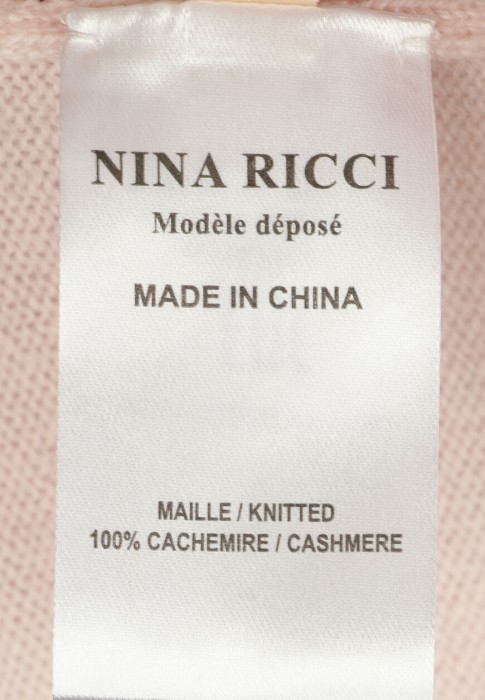 NINA RICCI
Modèle déposé
MADE IN CHINA
MAILLE / KNITTED
100% CACHEMIRE / CASHMERE